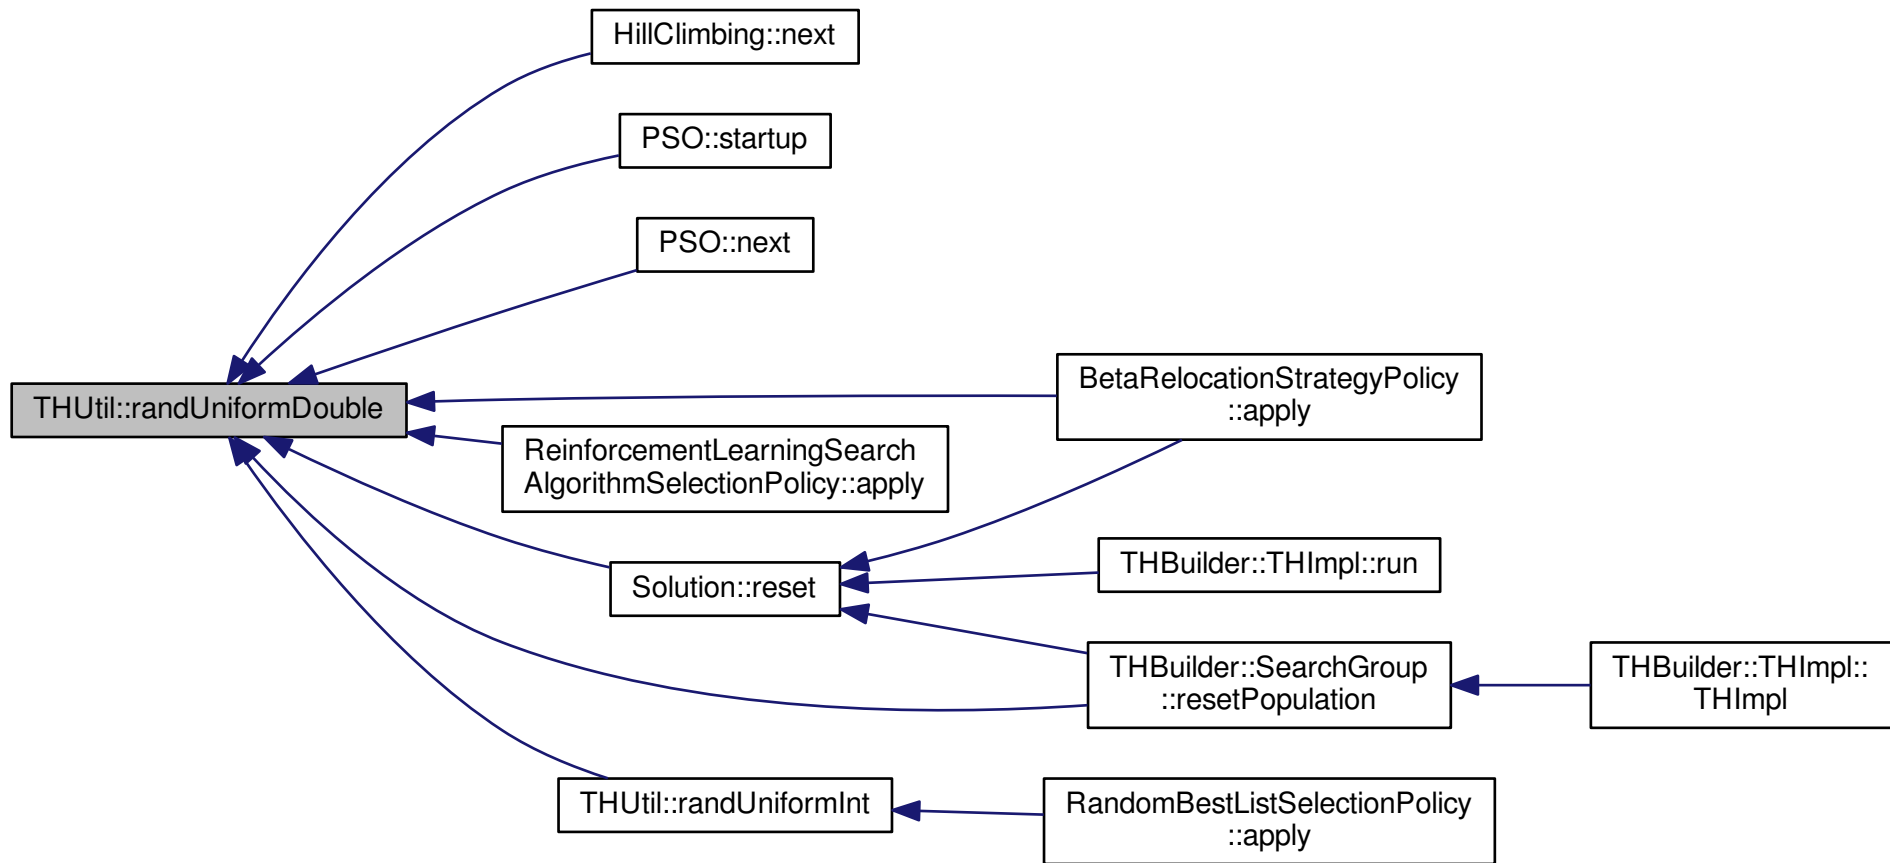 HillClimbing::next
PSO::startup
PSO::next
THUtil::randUniformDouble
BetaRelocationStrategyPolicy
::apply
ReinforcementLearningSearch
AlgorithmSelectionPolicy::apply
Solution::reset
THBuilder::THImpl::run
THBuilder::SearchGroup
::resetPopulation
THBuilder::THImpl::
THImpl
THUtil::randUniformInt
RandomBestListSelectionPolicy
::apply